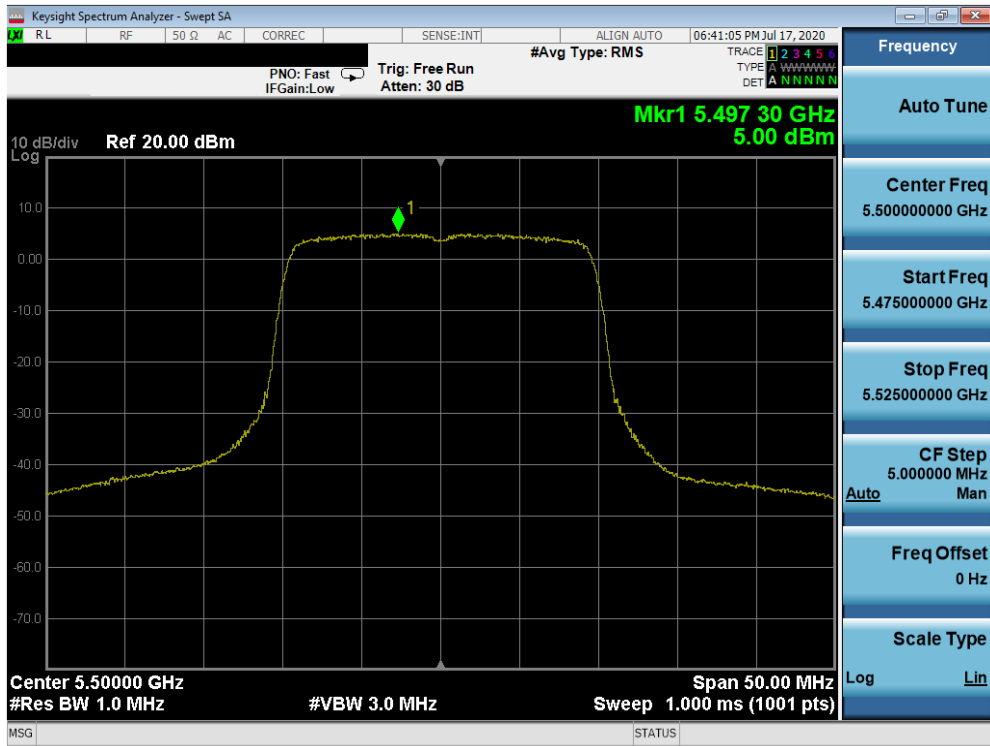 Keysight Spectrum Analyzer - Swept SA
LXI RL RF 50 Ω AC CORREC SENSE:INT ALIGN AUTO 06:41:05 PM Jul 17, 2020
#Avg Type: RMS
TRACE 1 2 3 4 5 6
TYPE A WWWWW
DET A N N N N N
PNO: Fast
IFGain:Low
Trig: Free Run
Atten: 30 dB
Mkr1 5.497 30 GHz
5.00 dBm
10 dB/div Ref 20.00 dBm
Log
10.0
0.00
-10.0
-20.0
-30.0
-40.0
-50.0
-60.0
-70.0
1
Center 5.50000 GHz Span 50.00 MHz
#Res BW 1.0 MHz #VBW 3.0 MHz Sweep 1.000 ms (1001 pts)
MSG STATUS
Frequency
Auto Tune
Center Freq
5.500000000 GHz
Start Freq
5.475000000 GHz
Stop Freq
5.525000000 GHz
CF Step
5.000000 MHz
Auto Man
Freq Offset
0 Hz
Scale Type
Log Lin